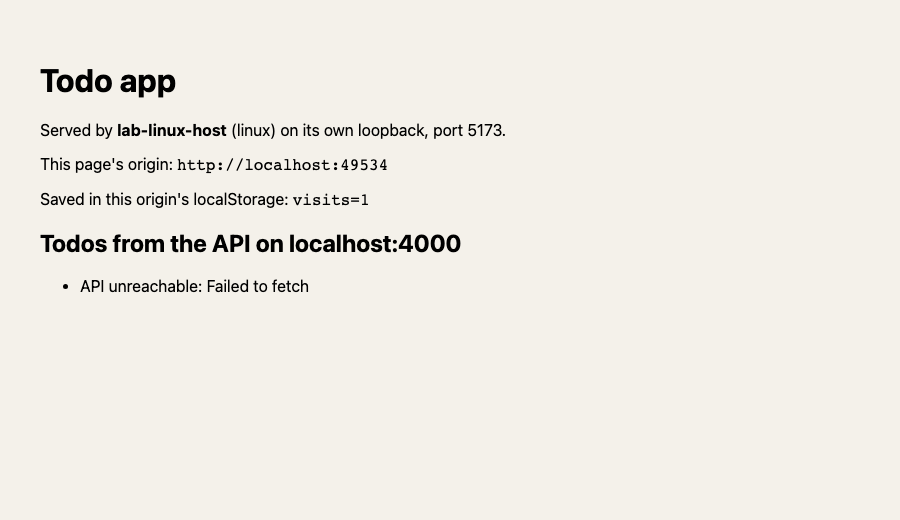 Todo app
Served by lab-linux-host (linux) on its own loopback, port 5173.
This page's origin: http://localhost:49534
Saved in this origin's localStorage: visits=1
Todos from the API on localhost:4000
• API unreachable: Failed to fetch